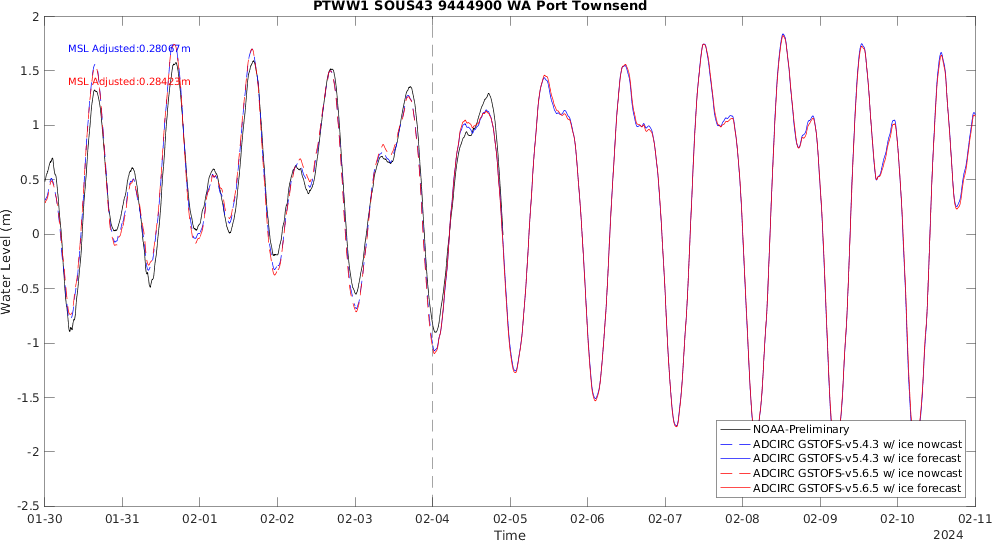 PTWW1 SOUS43 9444900 WA Port Townsend
MSL Adjusted:0.28067m
MSL Adjusted:0.28423m
Water Level (m)
2
1.5
1
0.5
0
-0.5
-1
-1.5
-2
-2.5
NOAA-Preliminary
ADCIRC GSTOFS-v5.4.3 w/ ice nowcast
ADCIRC GSTOFS-v5.4.3 w/ ice forecast
ADCIRC GSTOFS-v5.6.5 w/ ice nowcast
ADCIRC GSTOFS-v5.6.5 w/ ice forecast
01-30 01-31 02-01 02-02 02-03 02-04 02-05 02-06 02-07 02-08 02-09 02-10 02-11
Time
2024